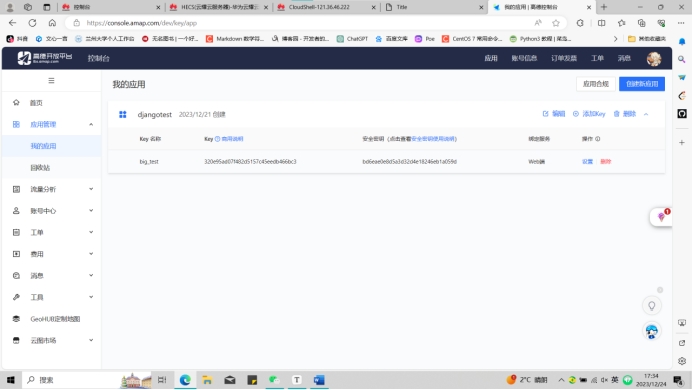 控制台
HECS(云耀云服务器)-华为云耀
CloudShell-121.36.46.222
Title
我的应用 | 高德控制台
https://console.amap.com/dev/key/app
抖音
文心一言
兰州大学个人工作台
无名图书 | 一个好...
Markdown 数学符...
博客园 - 开发者的...
ChatGPT
百度文库
Poe
CentOS 7 常用命令...
Python3 教程 | 菜鸟...
其他收藏夹
高德开放平台
lbs.amap.com
控制台
应用
账号信息
订单发票
工单
消息
首页
应用管理
我的应用
回收站
流量分析
账号中心
工单
费用
消息
工具
GeoHUB定制地图
云图市场
我的应用
应用合规
创建新应用
djangotest 2023/12/21 创建
编辑
添加Key
删除
Key 名称
Key 商用说明
安全密钥（点击查看安全密钥使用说明）
绑定服务
操作
big_test
320e95ad07f482d5157c45eedb466bc3
bd6eae0e8d5a3d32d4e18246eb1a059d
Web端
设置
删除
1
搜索
2°C 晴朗
英
17:34
2023/12/24